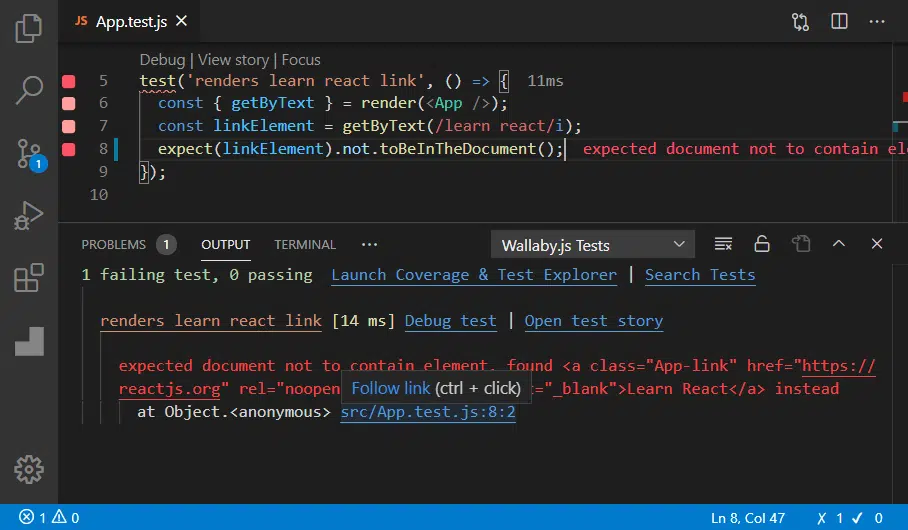 JS App.test.js
Debug | View story | Focus
5 test('renders learn react link', () => { 11ms
6 const { getByText } = render(<App />);
7 const linkElement = getByText(/learn react/i);
8 expect(linkElement).not.toBeInTheDocument(); expected document not to contain ele
9 });
10
PROBLEMS 1 OUTPUT TERMINAL ··· Wallaby.js Tests
1 failing test, 0 passing Launch Coverage & Test Explorer | Search Tests
renders learn react link [14 ms] Debug test | Open test story
expected document not to contain element, found <a class="App-link" href="https://
reactjs.org" rel="noopen ="_blank">Learn React</a> instead
Follow link (ctrl + click)
at Object.<anonymous> src/App.test.js:8:2
1
1 0 Ln 8, Col 47 ✗ 1 ✓ 0